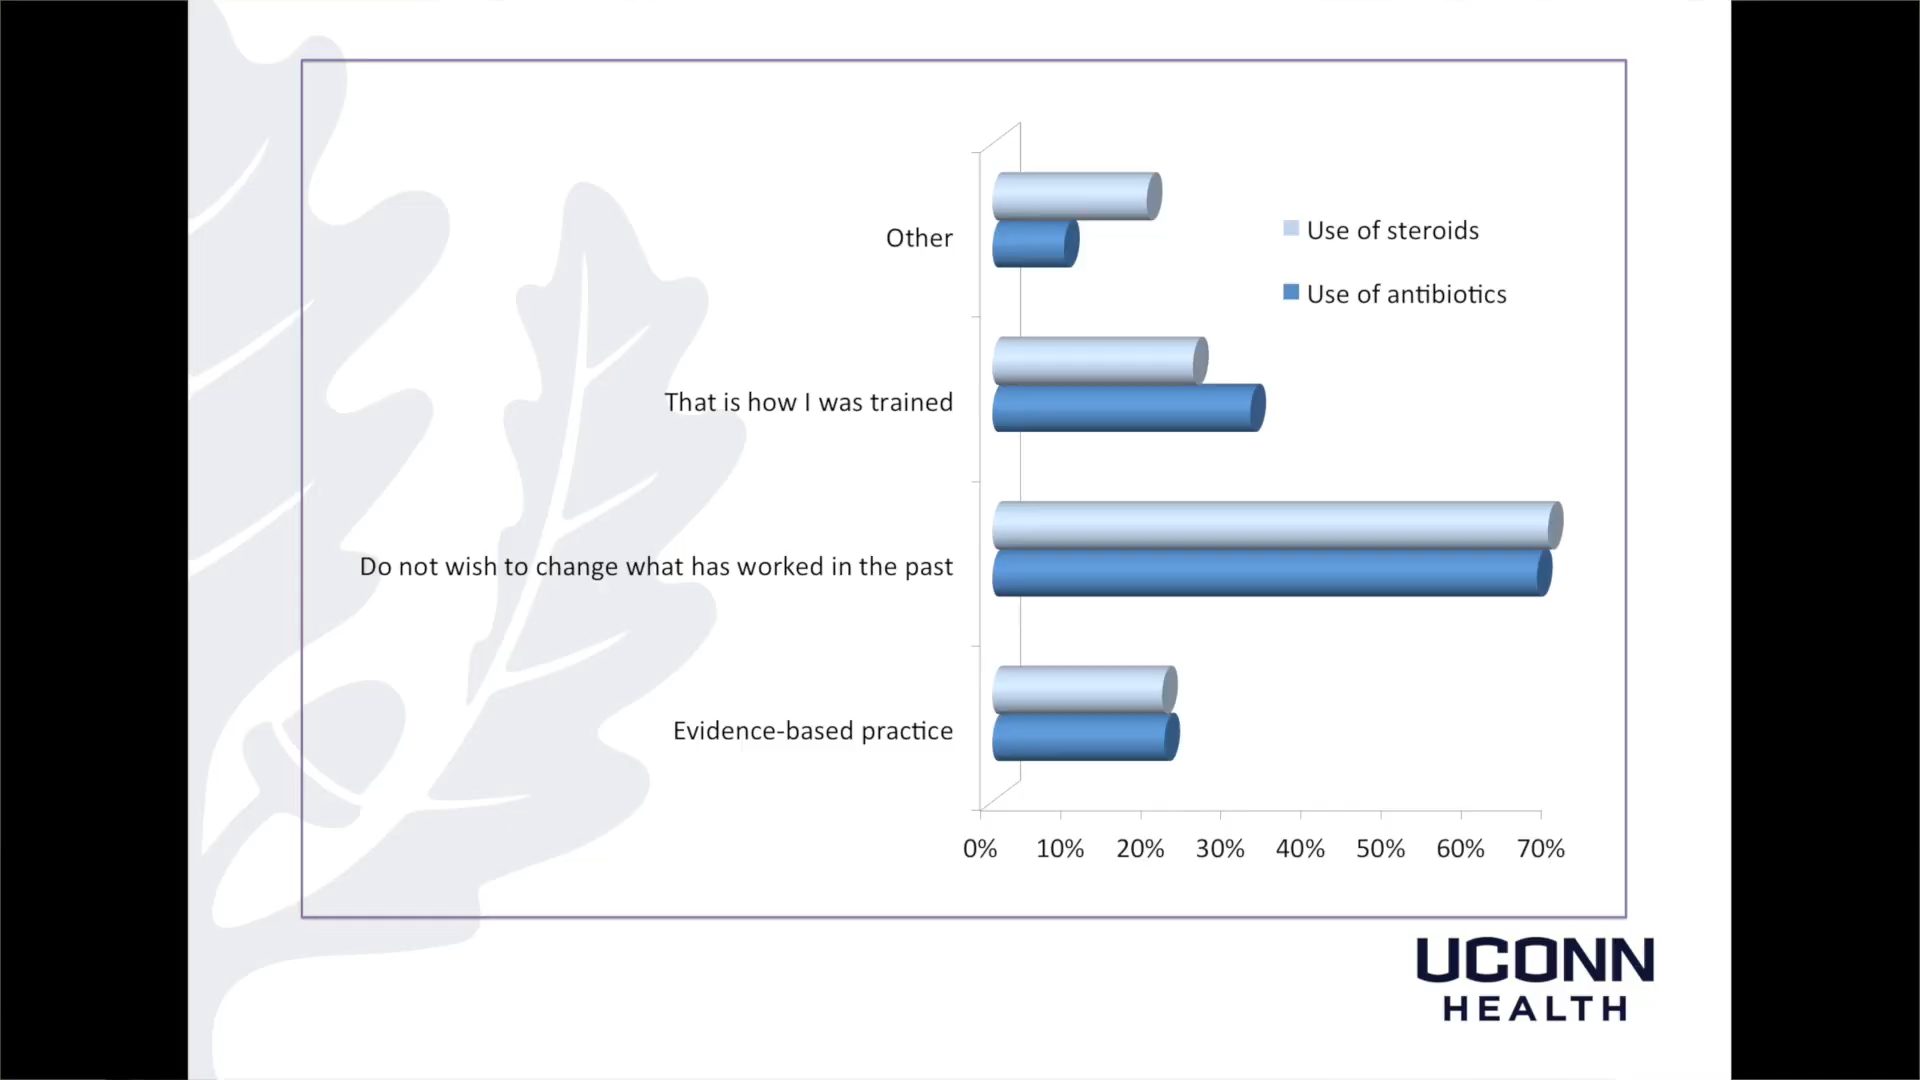 Other
Use of steroids
Use of antibiotics
That is how I was trained
Do not wish to change what has worked in the past
Evidence-based practice
0% 10% 20% 30% 40% 50% 60% 70%
UCONN
HEALTH